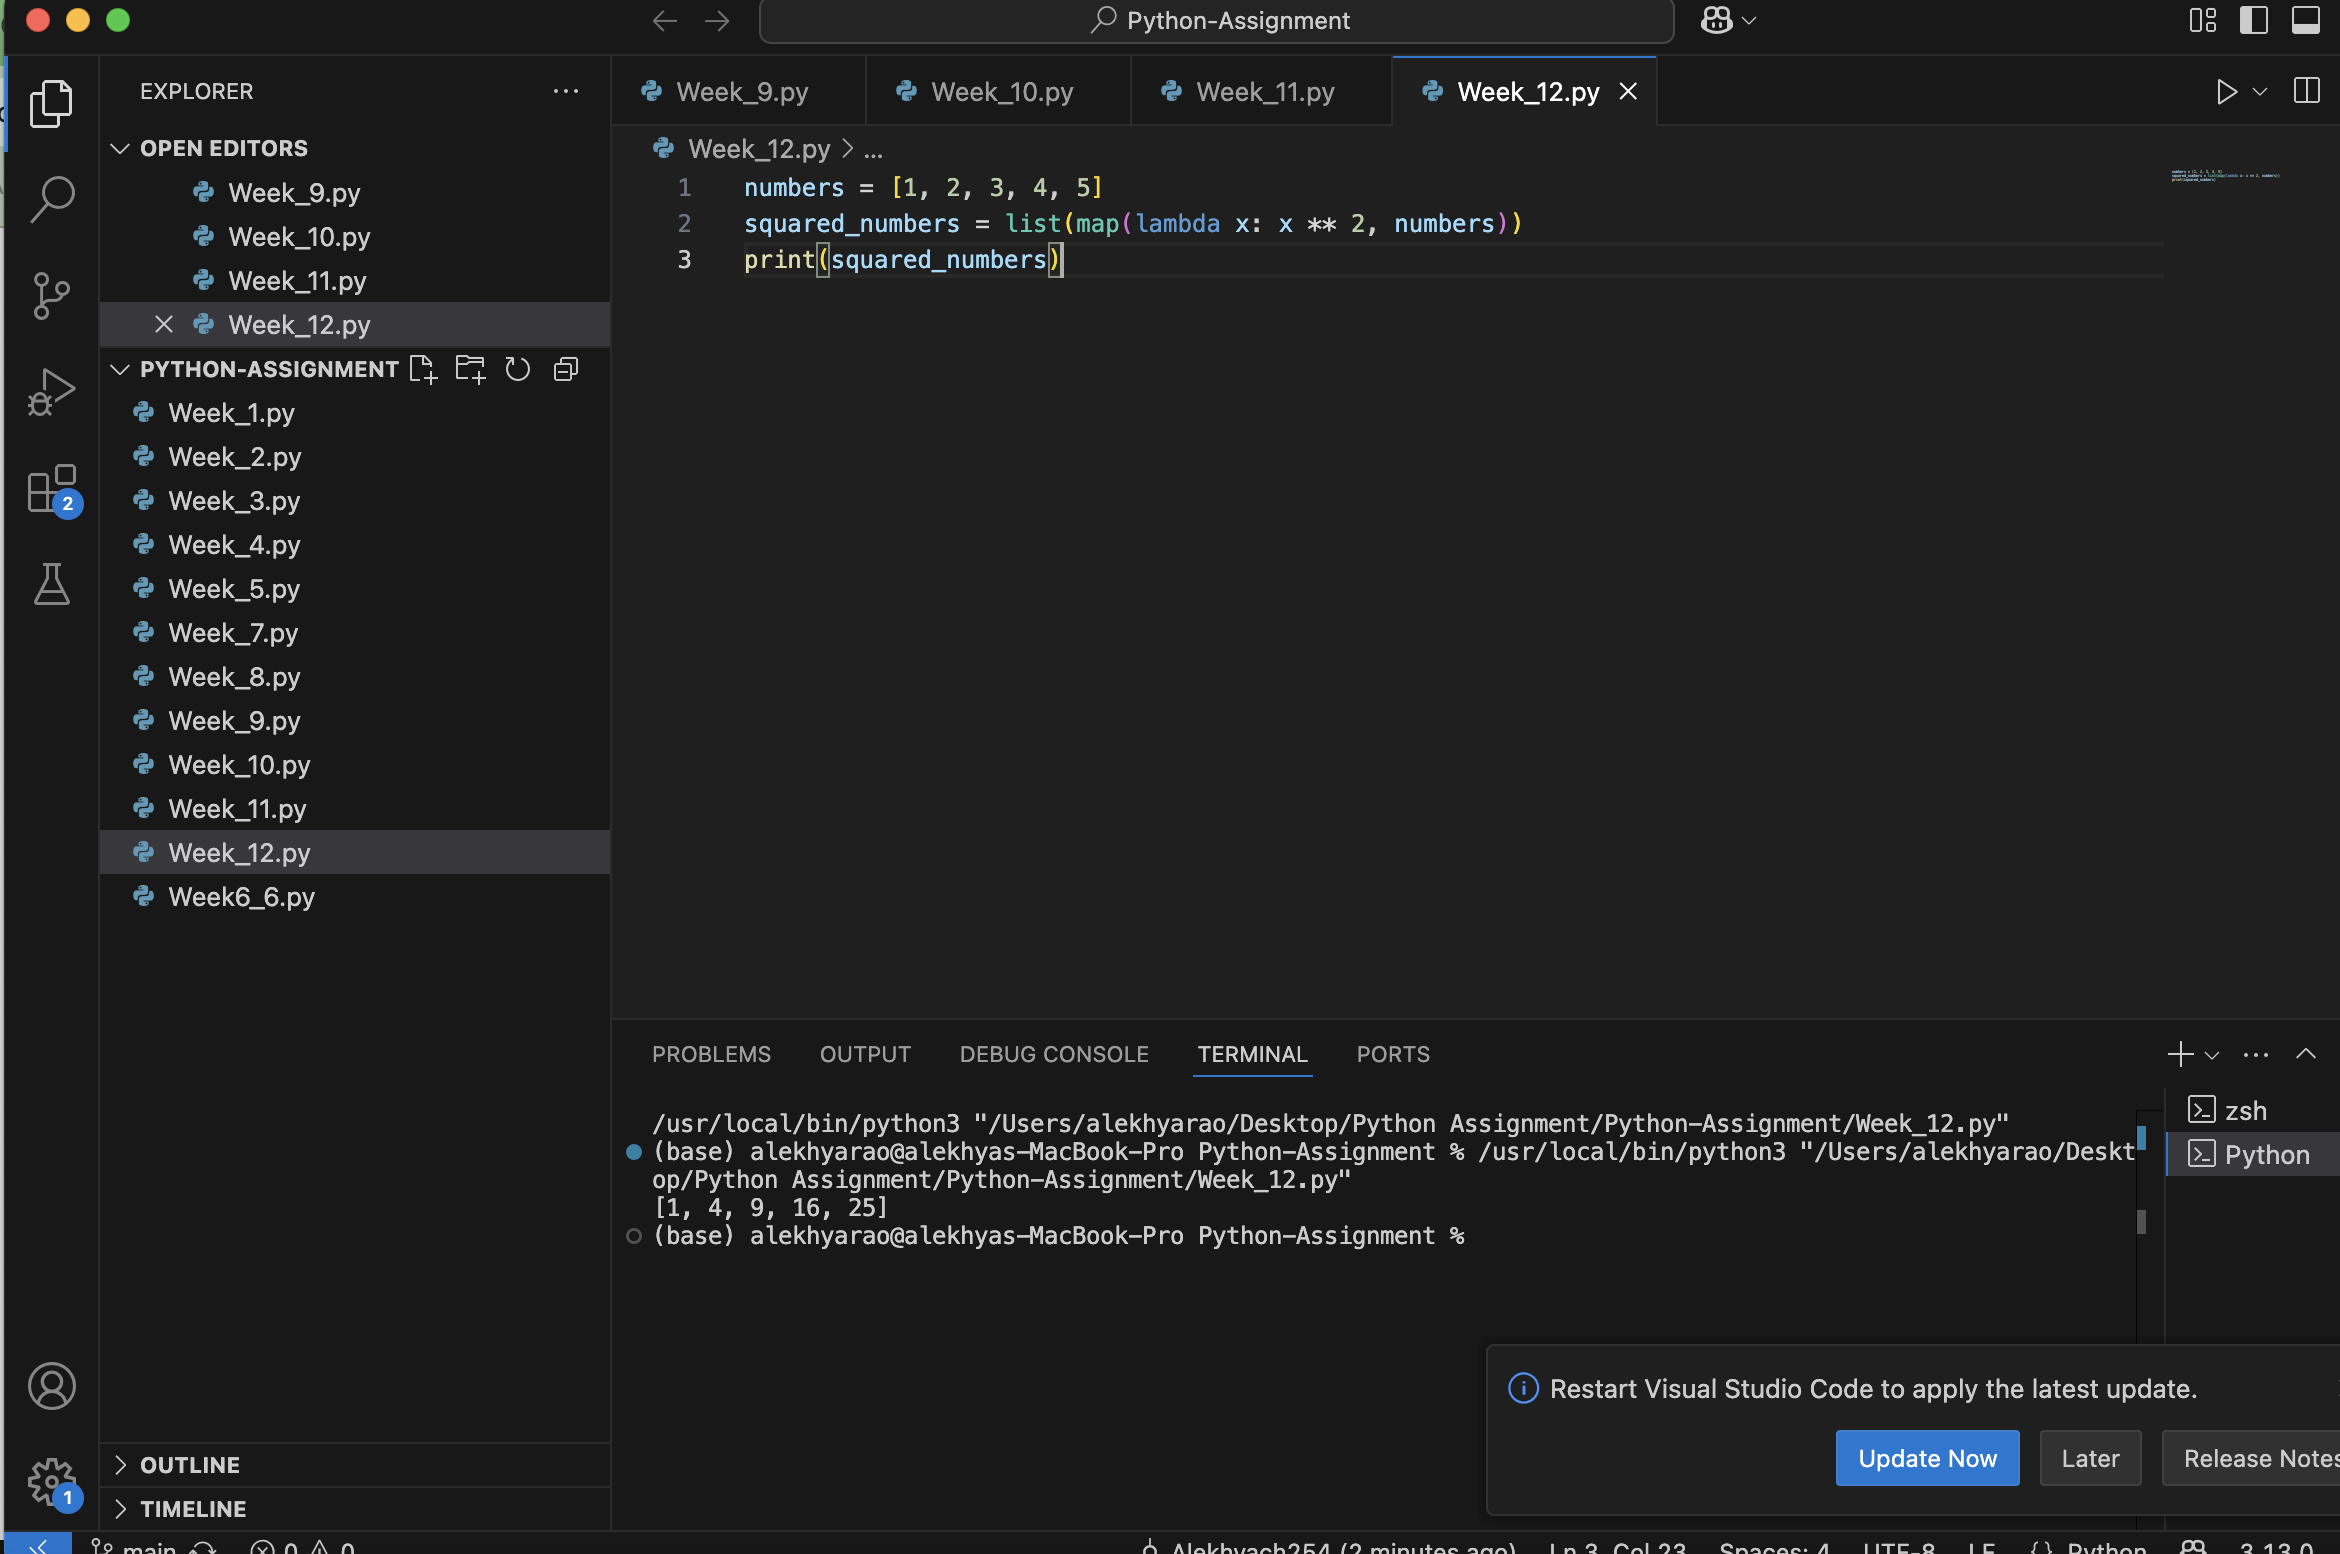 Python-Assignment
EXPLORER
Week_9.py
Week_10.py
Week_11.py
Week_12.py
OPEN EDITORS
Week_9.py
Week_10.py
Week_11.py
Week_12.py
PYTHON-ASSIGNMENT
Week_1.py
Week_2.py
Week_3.py
Week_4.py
Week_5.py
Week_7.py
Week_8.py
Week_9.py
Week_10.py
Week_11.py
Week_12.py
Week6_6.py
2
1
OUTLINE
TIMELINE
Week_12.py > ...
1 numbers = [1, 2, 3, 4, 5]
2 squared_numbers = list(map(lambda x: x ** 2, numbers))
3 print(squared_numbers)
PROBLEMS OUTPUT DEBUG CONSOLE TERMINAL PORTS
/usr/local/bin/python3 "/Users/alekhyarao/Desktop/Python Assignment/Python-Assignment/Week_12.py"
(base) alekhyarao@alekhyas-MacBook-Pro Python-Assignment % /usr/local/bin/python3 "/Users/alekhyarao/Deskt
op/Python Assignment/Python-Assignment/Week_12.py"
[1, 4, 9, 16, 25]
(base) alekhyarao@alekhyas-MacBook-Pro Python-Assignment %
zsh
Python
Restart Visual Studio Code to apply the latest update.
Update Now
Later
Release Notes
main 0 0 Alekhyach254 (2 minutes ago) Ln 3, Col 23 Spaces: 4 UTF-8 LF {} Python 3.13.0